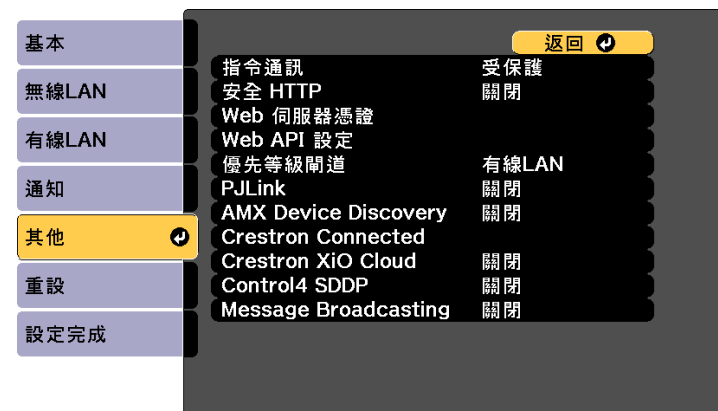 基本
無線LAN
有線LAN
通知
其他
重設
設定完成
返回
指令通訊 受保護
安全 HTTP 關閉
Web 伺服器憑證
Web API 設定
優先等級閘道 有線LAN
PJLink 關閉
AMX Device Discovery 關閉
Crestron Connected
Crestron XiO Cloud 關閉
Control4 SDDP 關閉
Message Broadcasting 關閉